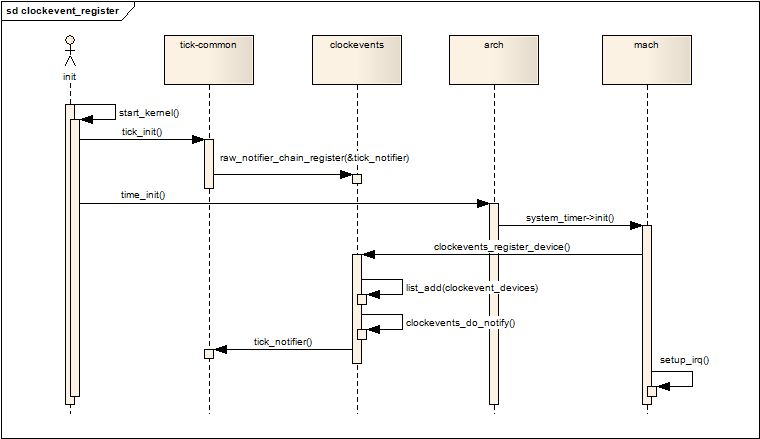 sd clockevent_register
init
tick-common
clockevents
arch
mach
start_kernel()
tick_init()
raw_notifier_chain_register(&tick_notifier)
time_init()
system_timer->init()
clockevents_register_device()
list_add(clockevent_devices)
clockevents_do_notify()
tick_notifier()
setup_irq()